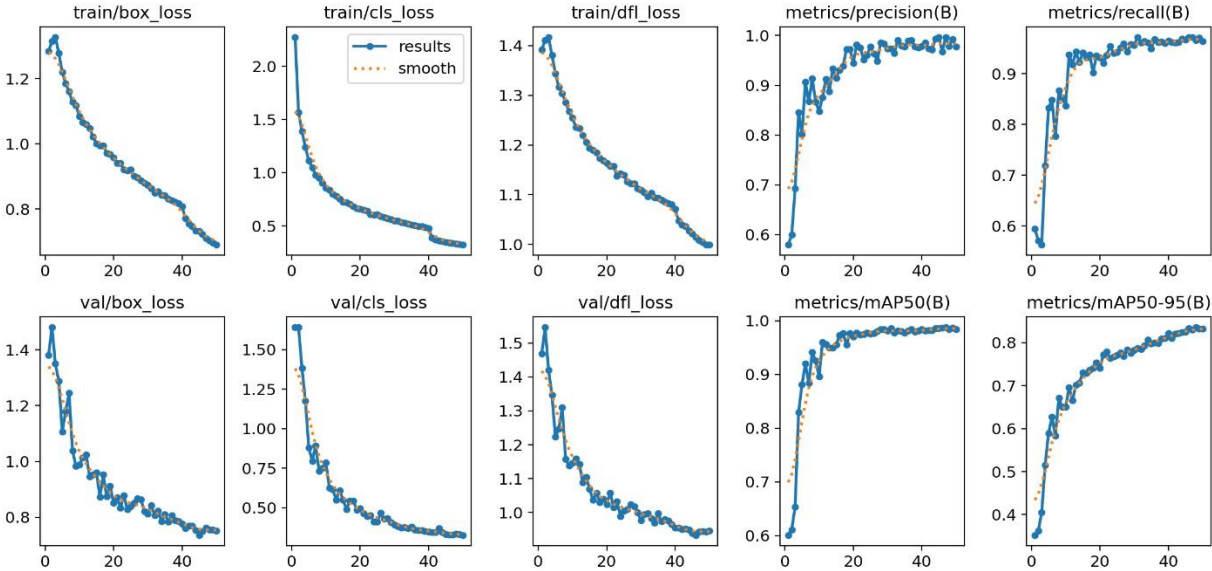 train/box_loss
train/cls_loss
train/dfl_loss
metrics/precision(B)
metrics/recall(B)
1.2
1.0
0.8
0 20 40
2.0
1.5
1.0
0.5
results
smooth
0 20 40
1.4
1.3
1.2
1.1
1.0
0 20 40
1.0
0.9
0.8
0.7
0.6
0 20 40
0.9
0.8
0.7
0.6
0 20 40
val/box_loss
val/cls_loss
val/dfl_loss
metrics/mAP50(B)
metrics/mAP50-95(B)
1.4
1.2
1.0
0.8
0 20 40
1.50
1.25
1.00
0.75
0.50
0 20 40
1.5
1.4
1.3
1.2
1.1
1.0
0 20 40
1.0
0.9
0.8
0.7
0.6
0 20 40
0.8
0.7
0.6
0.5
0.4
0 20 40